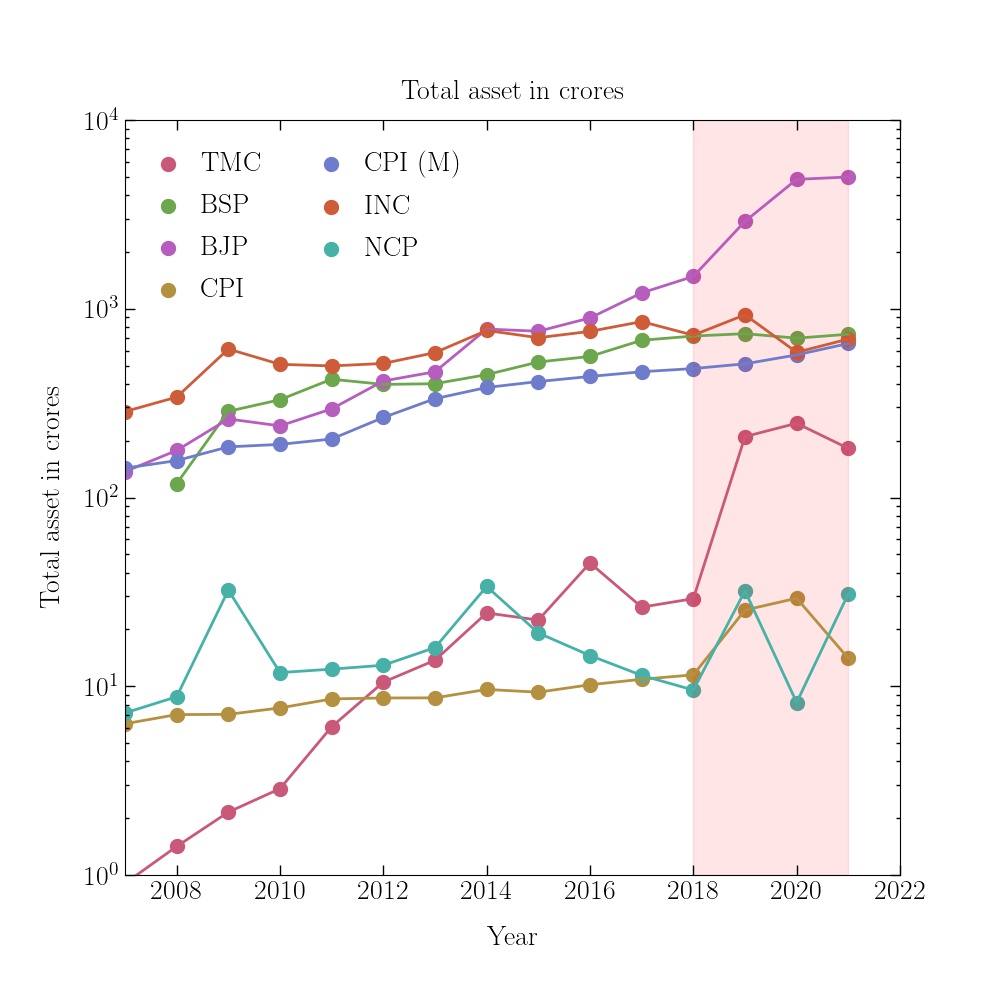 Total asset in crores
10^4
10^3
10^2
10^1
10^0
Total asset in crores
TMC
BSP
BJP
CPI
CPI (M)
INC
NCP
2008 2010 2012 2014 2016 2018 2020 2022
Year